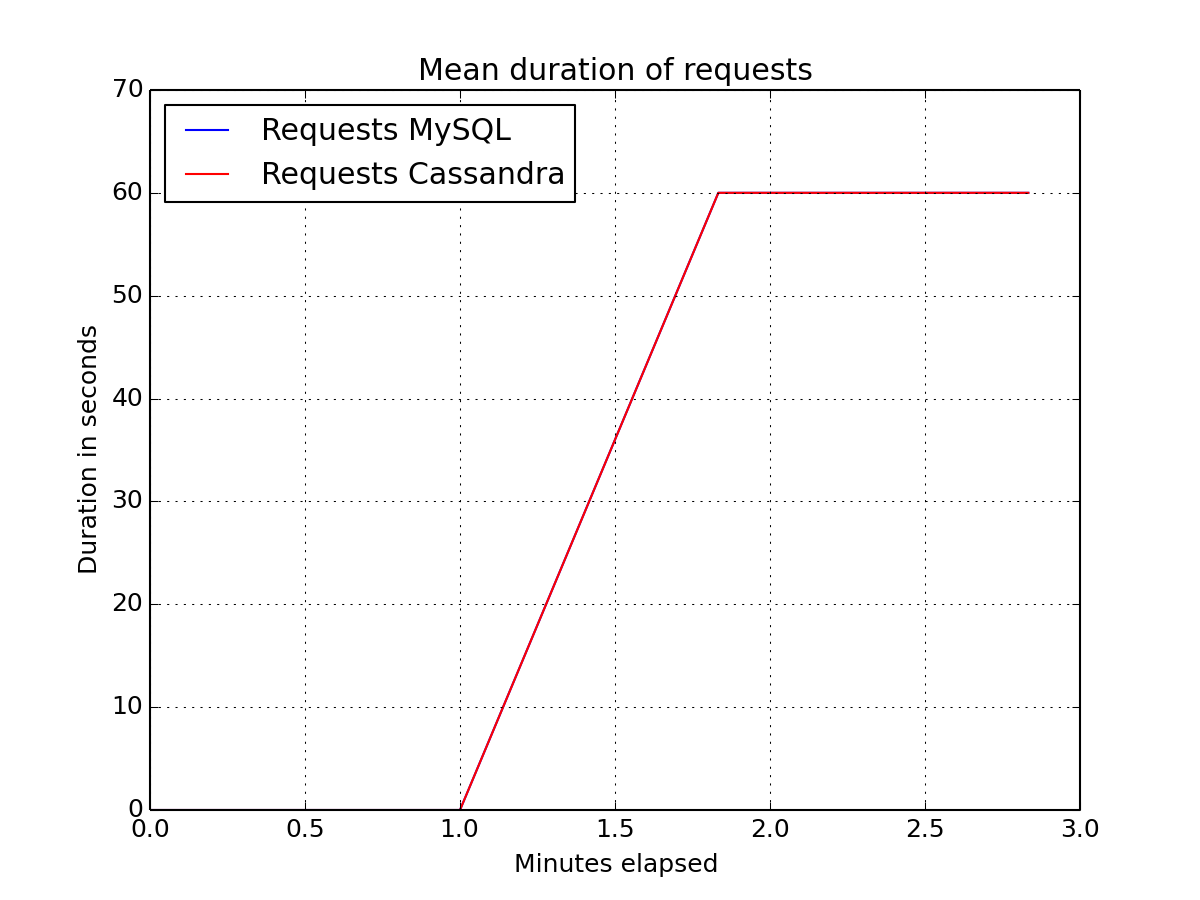 Mean duration of requests
Requests MySQL
Requests Cassandra
70
60
50
40
30
20
10
0
Duration in seconds
0.0 0.5 1.0 1.5 2.0 2.5 3.0
Minutes elapsed